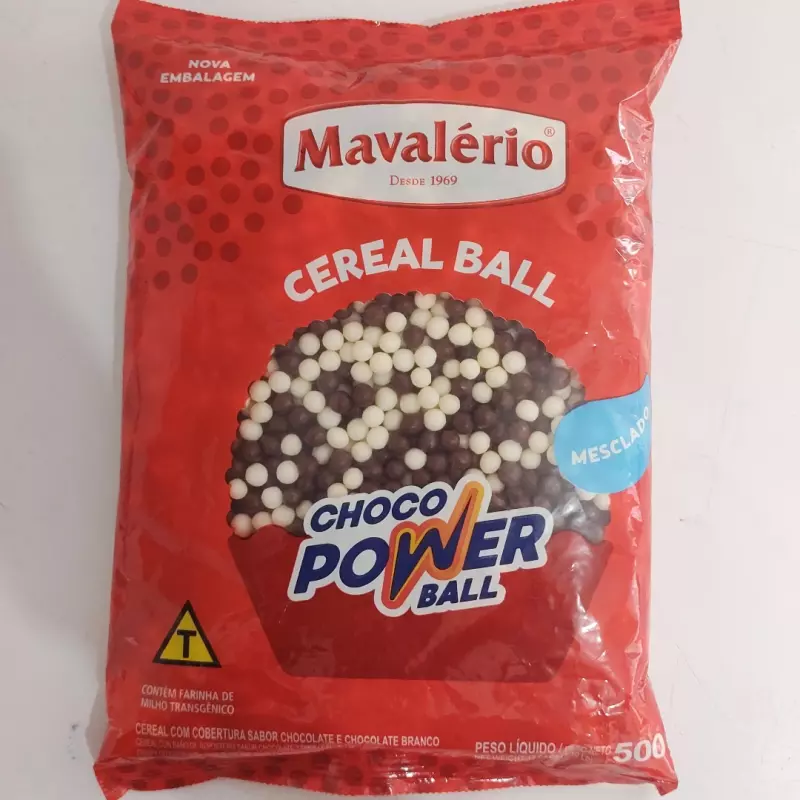 NOVA
EMBALAGEM
Mavalério®
DESDE 1969
CEREAL BALL
MESCLADO
CHOCO
POWER
BALL
T
CONTÉM FARINHA DE
MILHO TRANSGÊNICO
CEREAL COM COBERTURA SABOR CHOCOLATE E CHOCOLATE BRANCO
PESO LÍQUIDO / 500